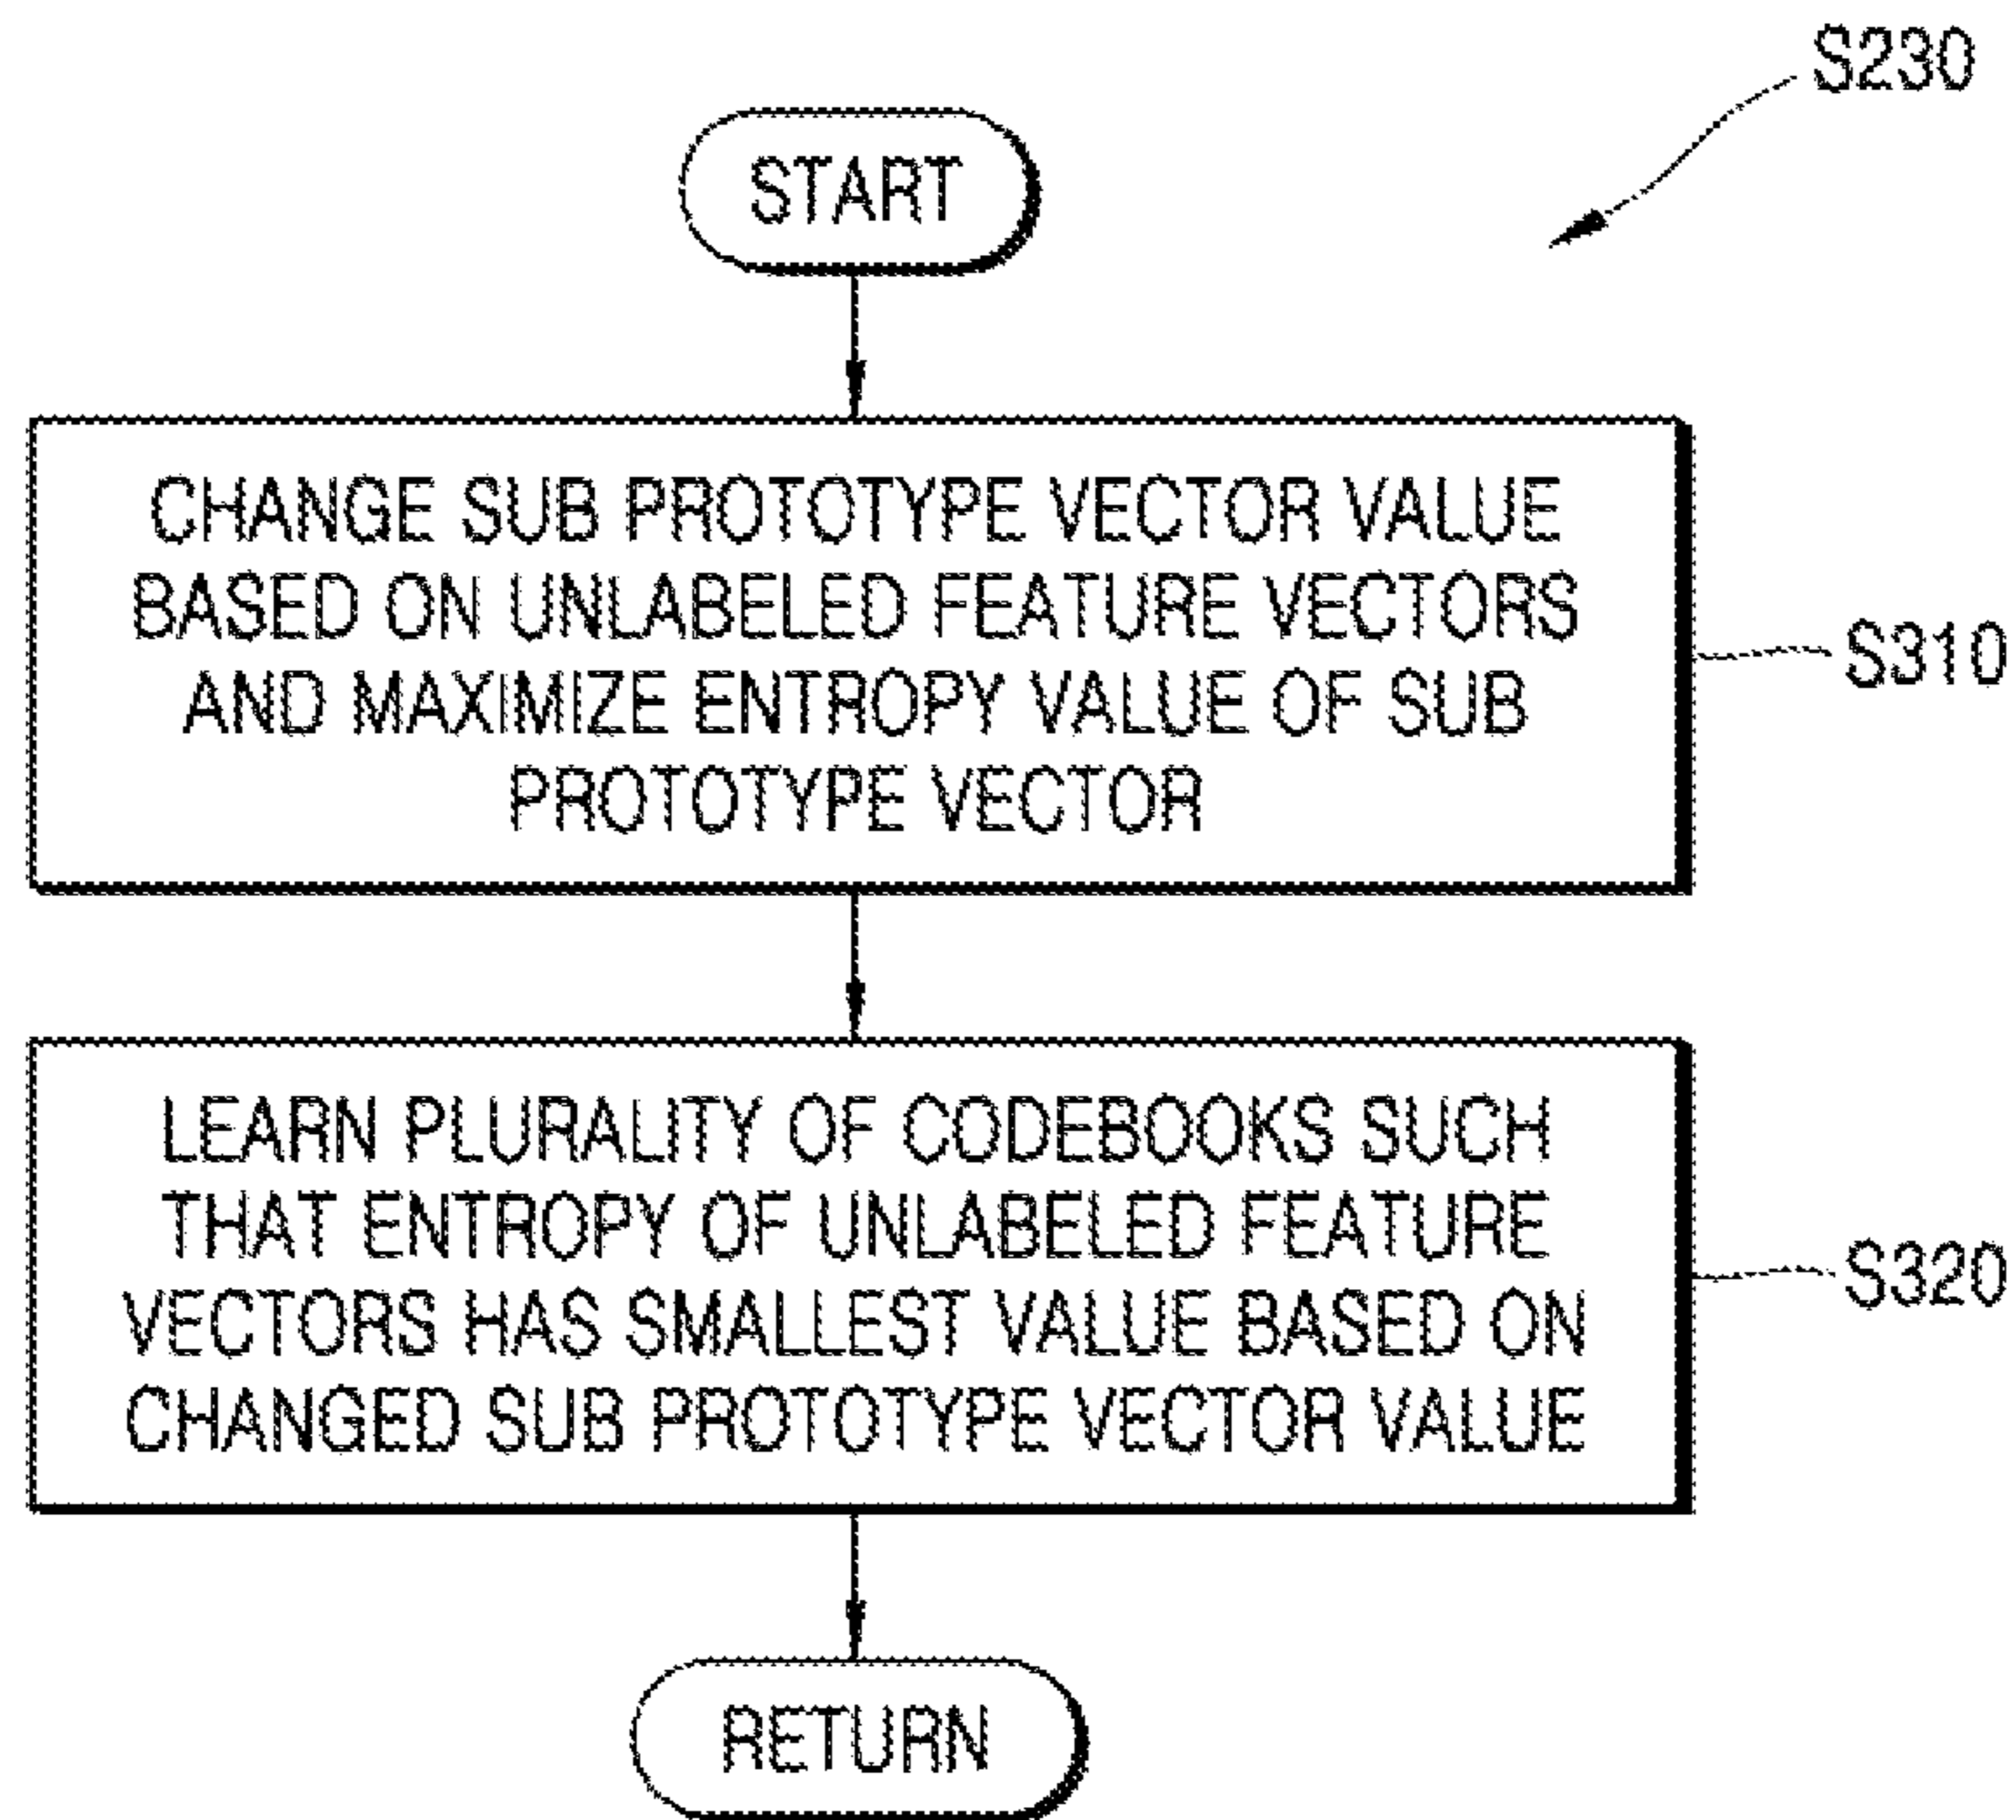 S230
START
CHANGE SUB PROTOTYPE VECTOR VALUE
BASED ON UNLABELED FEATURE VECTORS
AND MAXIMIZE ENTROPY VALUE OF SUB
PROTOTYPE VECTOR
S310
LEARN PLURALITY OF CODEBOOKS SUCH
THAT ENTROPY OF UNLABELED FEATURE
VECTORS HAS SMALLEST VALUE BASED ON
CHANGED SUB PROTOTYPE VECTOR VALUE
S320
RETURN